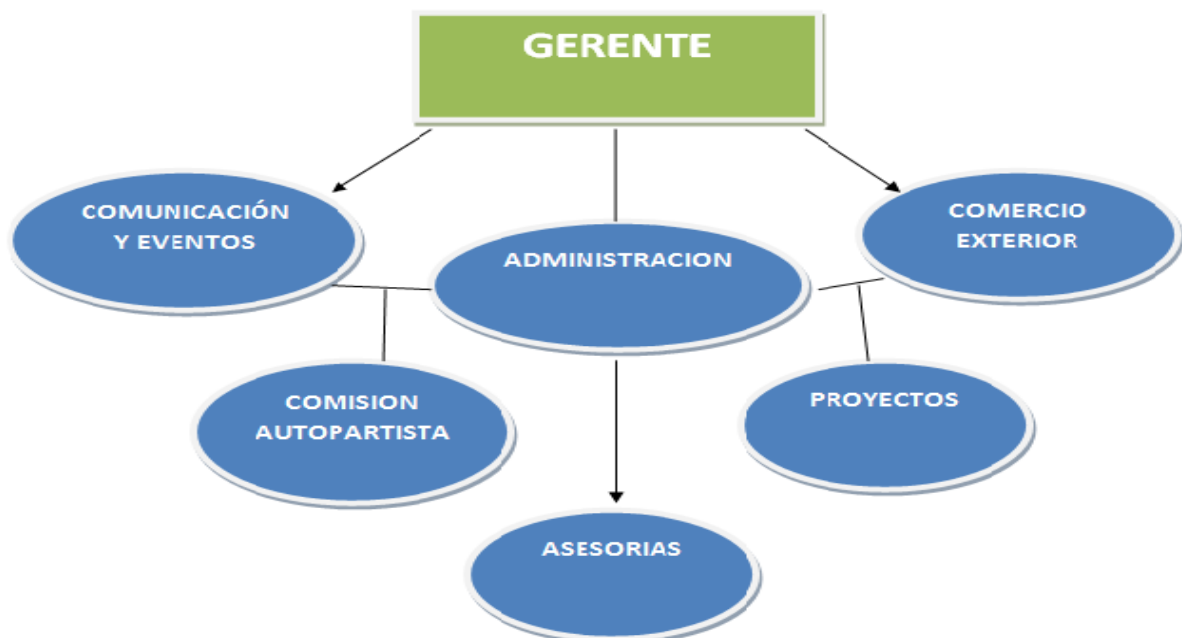 GERENTE
COMUNICACIÓN
Y EVENTOS
ADMINISTRACION
COMERCIO
EXTERIOR
COMISION
AUTOPARTISTA
PROYECTOS
ASESORIAS